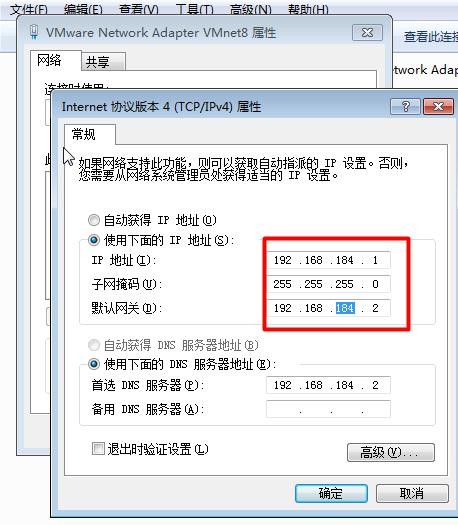 文件(F) 编辑(E) 查看(V) 工具(T) 高级(N) 帮助(H)
VMware Network Adapter VMnet8 属性
查看此连接
网络 共享
连接时使用:
twork Adap
Internet 协议版本 4 (TCP/IPv4) 属性
常规
如果网络支持此功能，则可以获取自动指派的 IP 设置。否则，
您需要从网络系统管理员处获得适当的 IP 设置。
自动获得 IP 地址(O)
使用下面的 IP 地址(S):
IP 地址(I): 192 . 168 . 184 . 1
子网掩码(U): 255 . 255 . 255 . 0
默认网关(D): 192 . 168 . 184 . 2
自动获得 DNS 服务器地址(B)
使用下面的 DNS 服务器地址(E):
首选 DNS 服务器(P): 192 . 168 . 184 . 2
备用 DNS 服务器(A): . . .
退出时验证设置(L)
高级(V)...
确定 取消